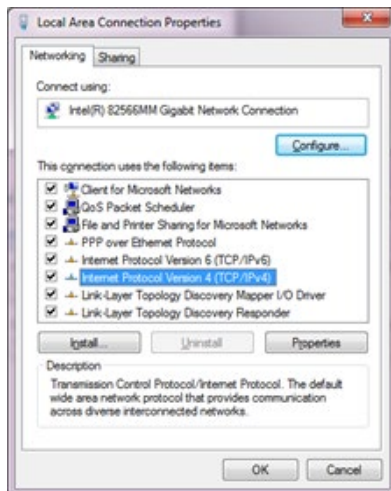 Local Area Connection Properties
Networking Sharing
Connect using:
Intel(R) 82566MM Gigabit Network Connection
Configure...
This connection uses the following items:
Client for Microsoft Networks
QoS Packet Scheduler
File and Printer Sharing for Microsoft Networks
PPP over Ethernet Protocol
Internet Protocol Version 6 (TCP/IPv6)
Internet Protocol Version 4 (TCP/IPv4)
Link-Layer Topology Discovery Mapper I/O Driver
Link-Layer Topology Discovery Responder
Install... Uninstall Properties
Description
Transmission Control Protocol/Internet Protocol. The default
wide area network protocol that provides communication
across diverse interconnected networks.
OK Cancel